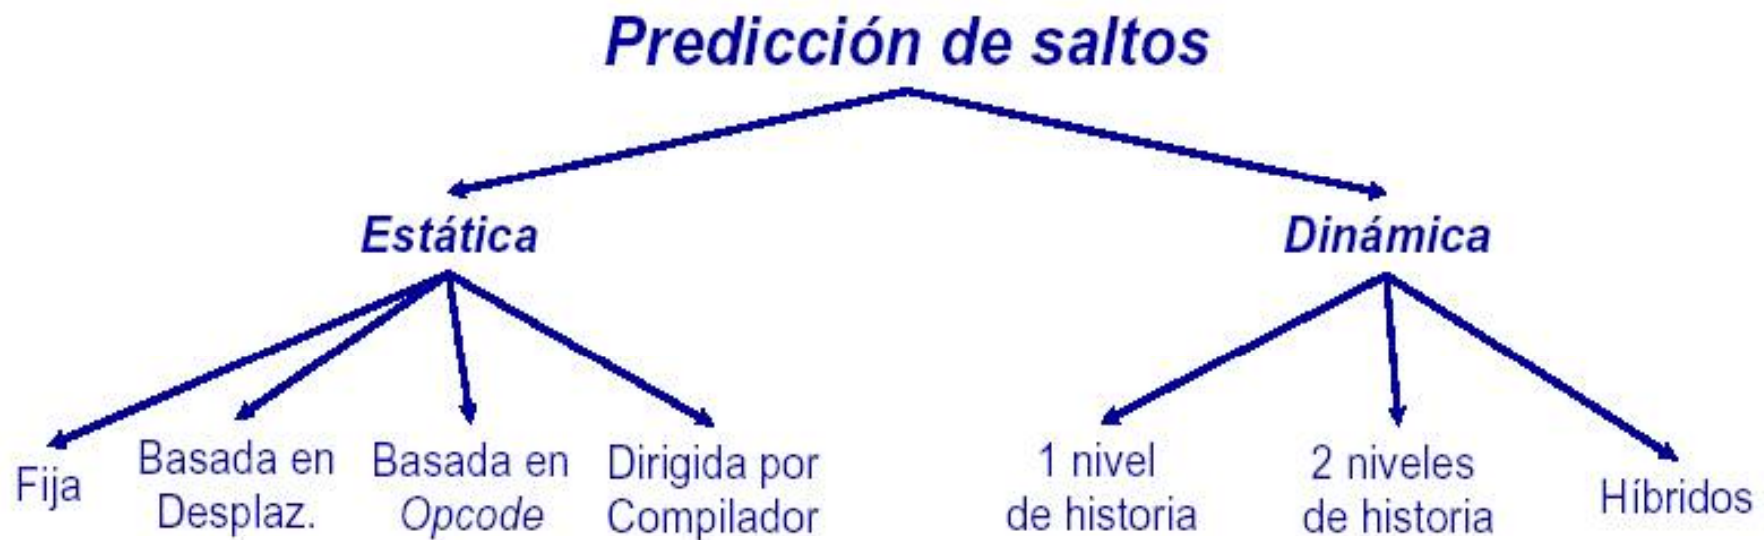 Predicción de saltos
Estática
Dinámica
Fija
Basada en
Desplaz.
Basada en
Opcode
Dirigida por
Compilador
1 nivel
de historia
2 niveles
de historia
Híbridos